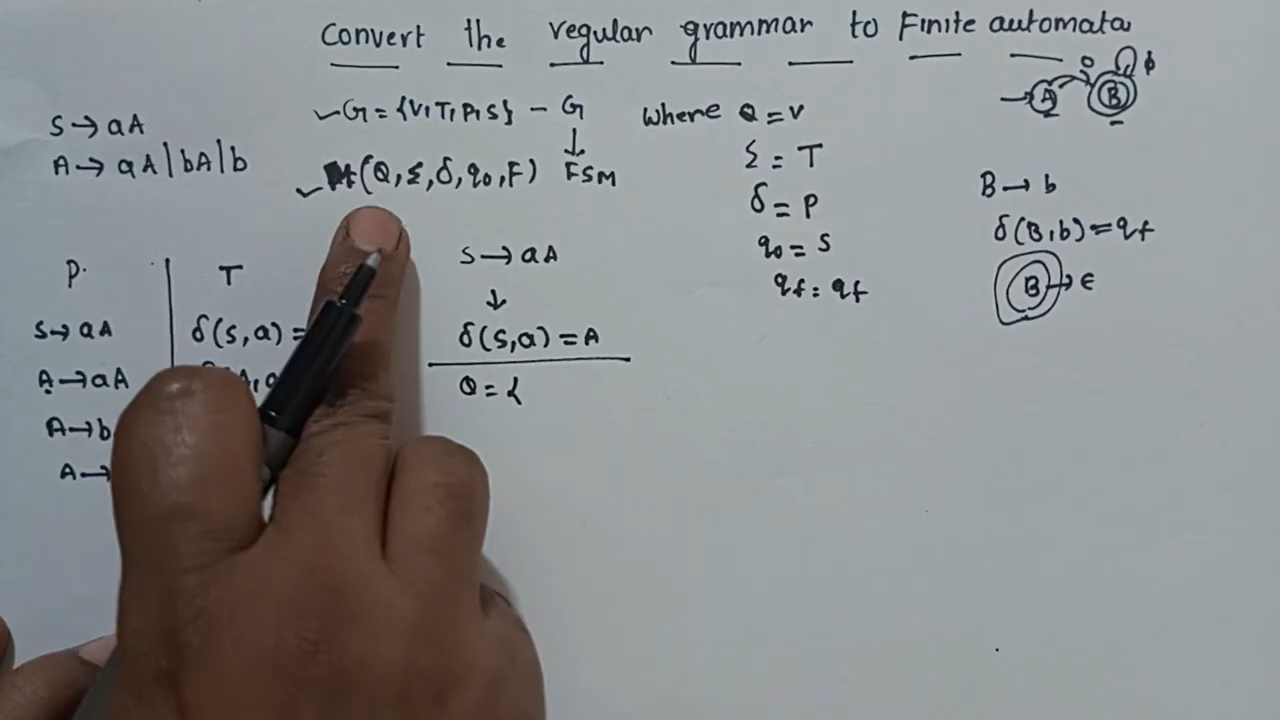 Convert the regular grammar to Finite automata
S → aA
A → aA | bA | b
G = {V, T, P, S} - G
↓
M (Q, Σ, δ, q0, F) FSM
where Q = V
Σ = T
δ = P
q0 = S
qf = qf
A 0 B
B → b
δ(B, b) = qf
B → ε
P T
S → aA δ(S, a) =
A → aA
A → b
A →
S → aA
↓
δ(S, a) = A
Q = {